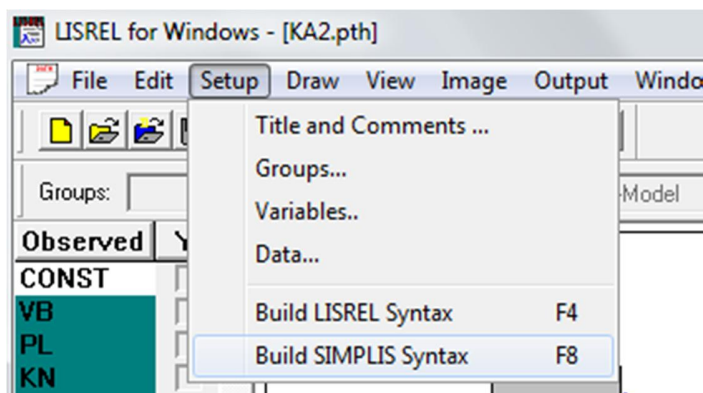 LISREL for Windows - [KA2.pth]
File Edit Setup Draw View Image Output
Title and Comments ...
Groups...
Groups:
Variables..
Model
Observed
Data...
CONST
VB
Build LISREL Syntax F4
PL
Build SIMPLIS Syntax F8
KN